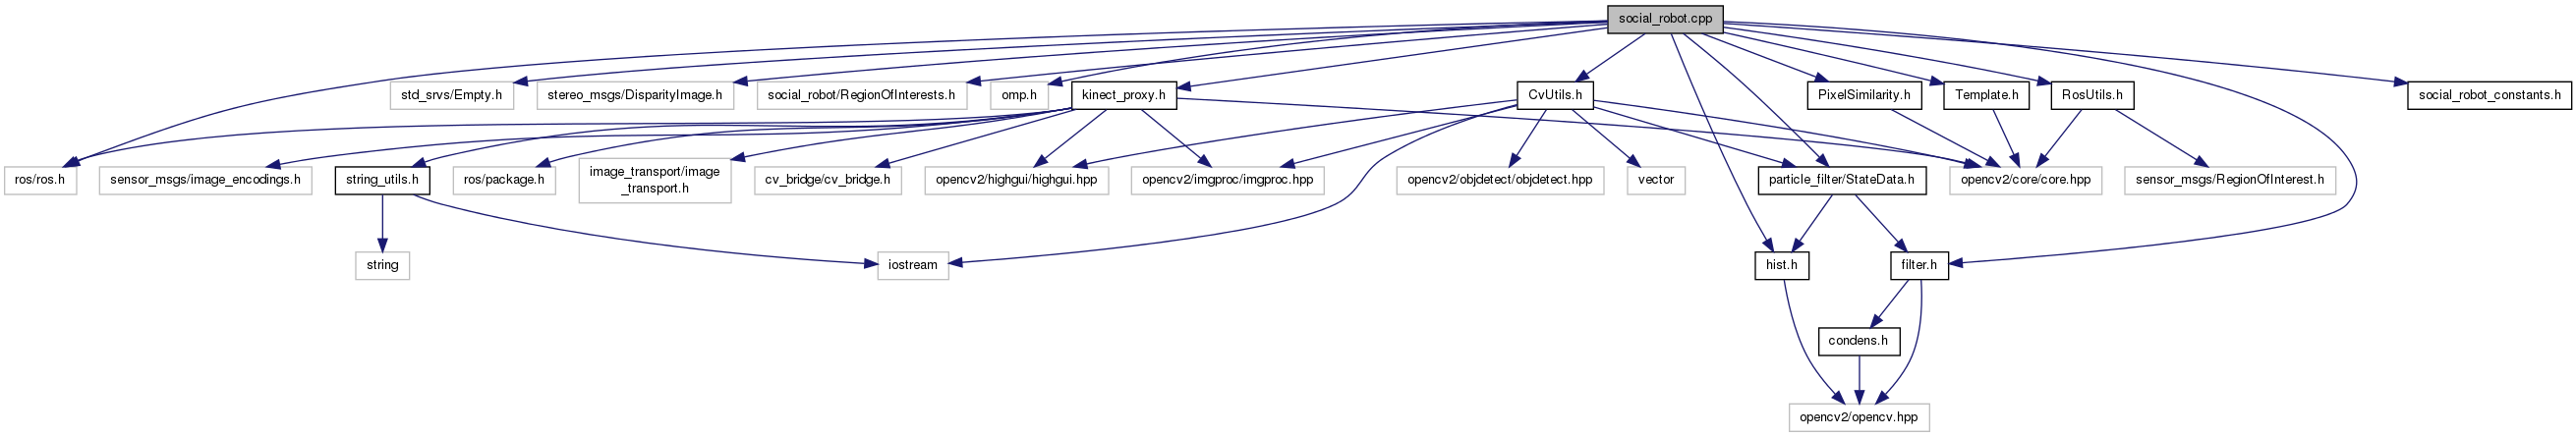 social_robot.cpp
std_srvs/Empty.h
stereo_msgs/DisparityImage.h
social_robot/RegionOfInterests.h
omp.h
kinect_proxy.h
CvUtils.h
PixelSimilarity.h
Template.h
RosUtils.h
social_robot_constants.h
ros/ros.h
sensor_msgs/image_encodings.h
string_utils.h
ros/package.h
image_transport/image
_transport.h
cv_bridge/cv_bridge.h
opencv2/highgui/highgui.hpp
opencv2/imgproc/imgproc.hpp
opencv2/objdetect/objdetect.hpp
vector
particle_filter/StateData.h
opencv2/core/core.hpp
sensor_msgs/RegionOfInterest.h
string
iostream
hist.h
filter.h
condens.h
opencv2/opencv.hpp